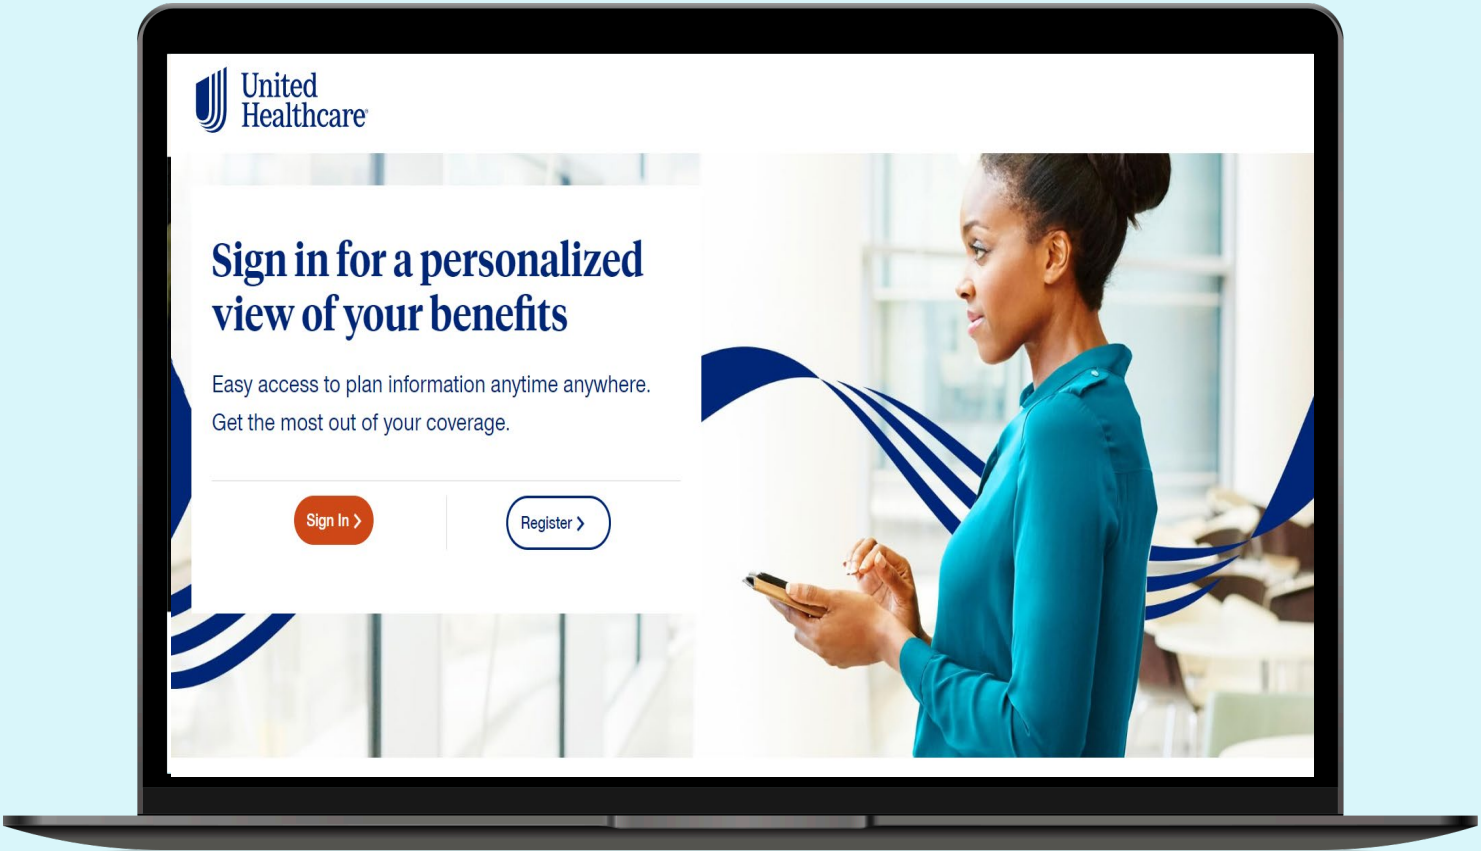 United
Healthcare®
Sign in for a personalized
view of your benefits
Easy access to plan information anytime anywhere.
Get the most out of your coverage.
Sign In
Register